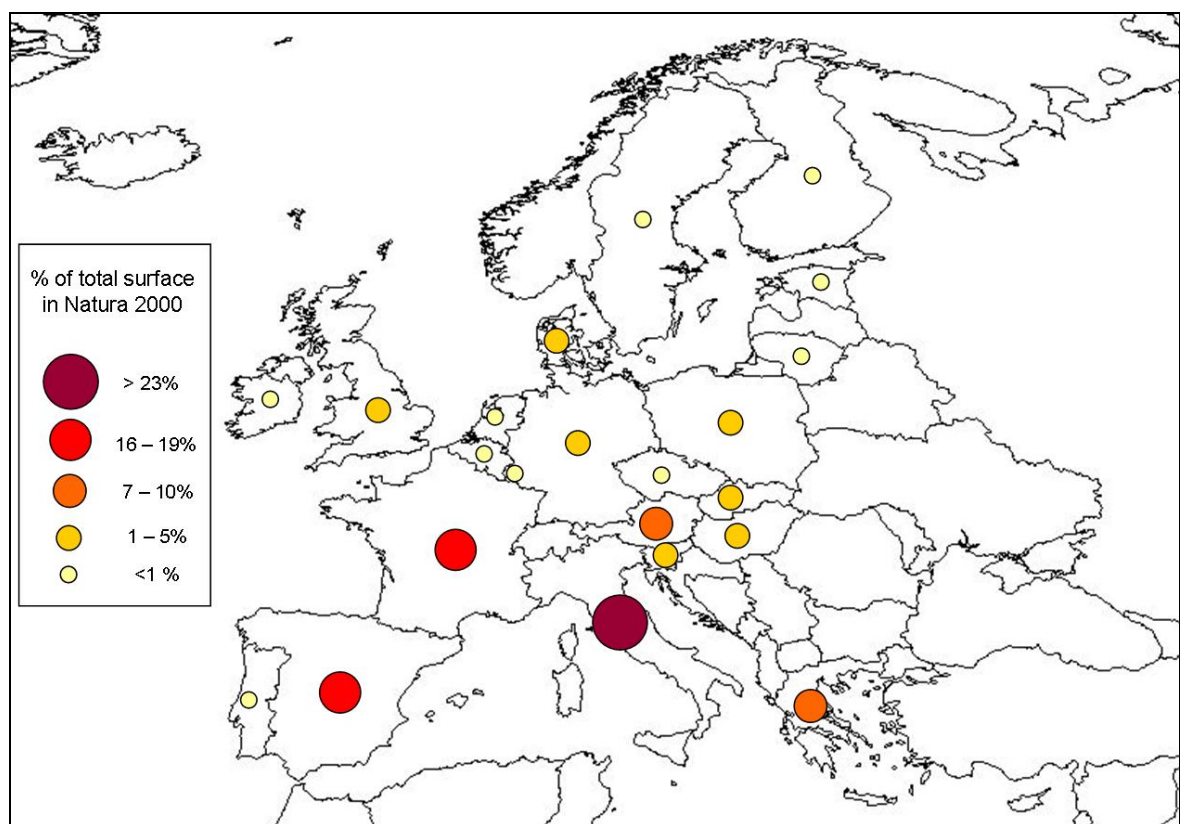 % of total surface
in Natura 2000
> 23%
16 – 19%
7 – 10%
1 – 5%
<1 %